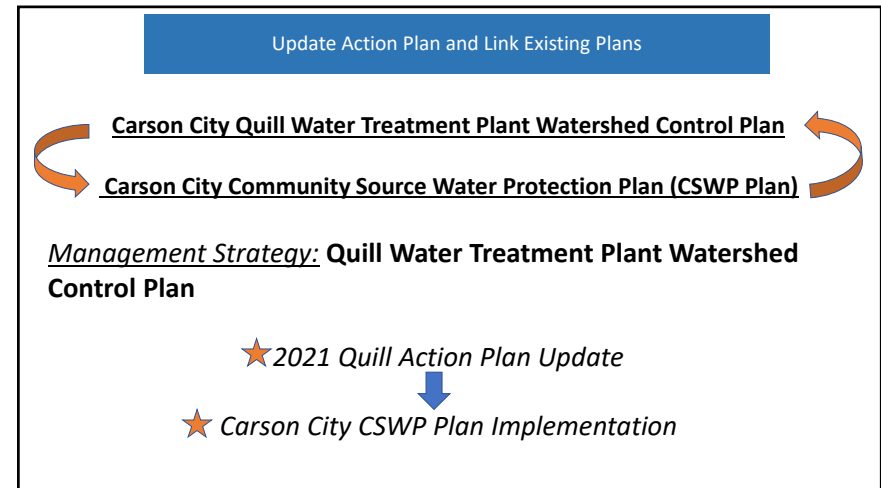 Update Action Plan and Link Existing Plans
Carson City Quill Water Treatment Plant Watershed Control Plan
Carson City Community Source Water Protection Plan (CSWP Plan)
Management Strategy: Quill Water Treatment Plant Watershed
Control Plan
2021 Quill Action Plan Update
Carson City CSWP Plan Implementation